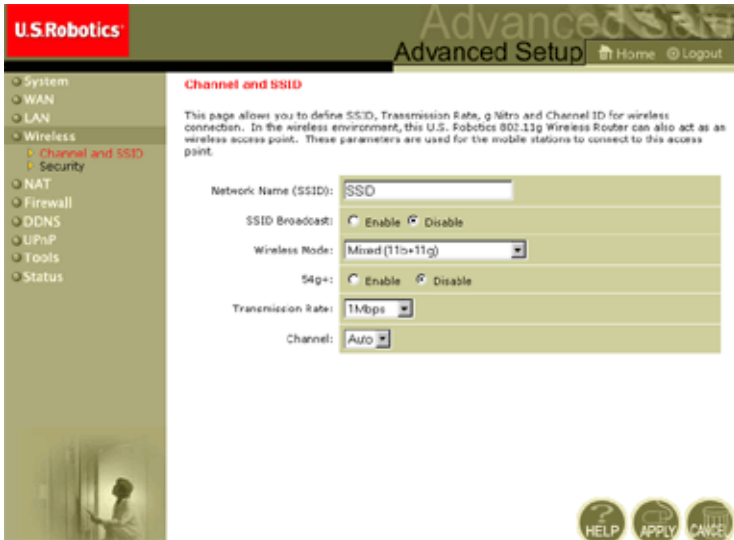 U.S.Robotics
Advanced Setu
Advanced Setup
Home
Logout
System
WAN
LAN
Wireless
Channel and SSID
Security
NAT
Firewall
DDNS
UPnP
Tools
Status
Channel and SSID
This page allows you to define SSID, Transmission Rate, g Nitro and Channel ID for wireless
connection. In the wireless environment, this U.S. Robotics 802.11g Wireless Router can also act as an
wireless access point. These parameters are used for the mobile stations to connect to this access
point.
Network Name (SSID): SSD
SSID Broadcast: Enable Disable
Wireless Mode: Mixed (11b+11g)
54g+: Enable Disable
Transmission Rate: 1Mbps
Channel: Auto
HELP
APPLY
CANCEL